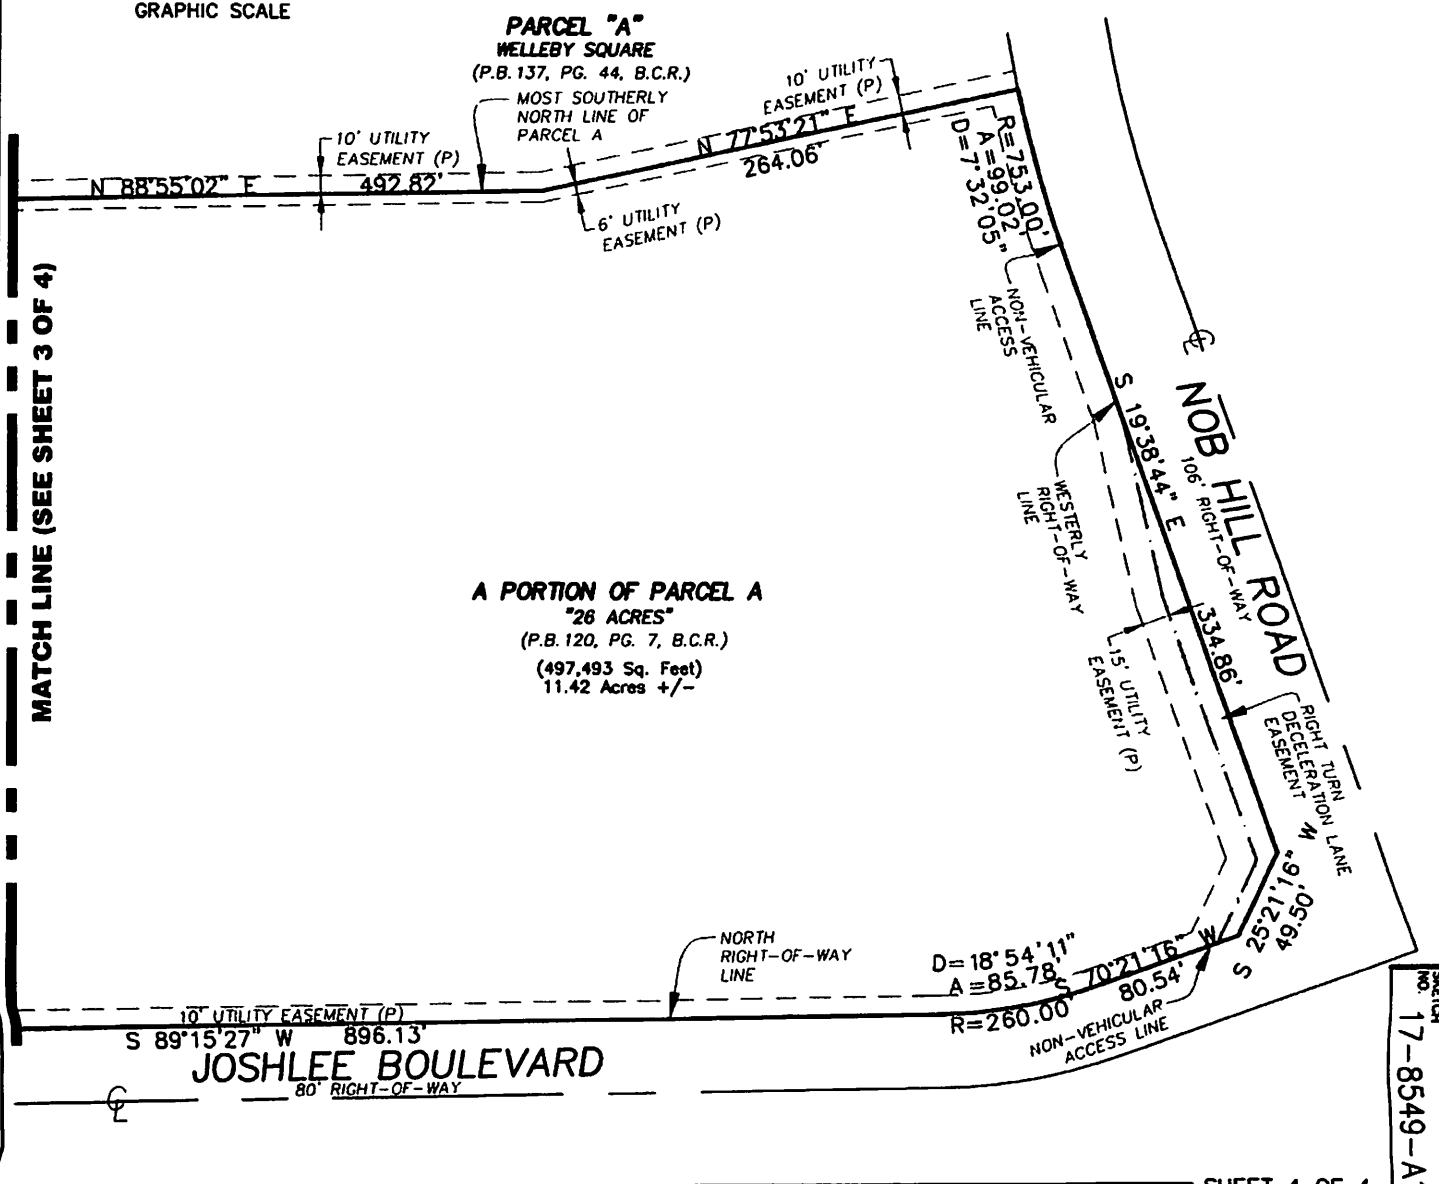 GRAPHIC SCALE
PARCEL "A"
WELLEBY SQUARE
(P.B. 137, PG. 44, B.C.R.)
MOST SOUTHERLY
NORTH LINE OF
PARCEL A
10' UTILITY
EASEMENT (P)
10' UTILITY
EASEMENT (P)
N 88°55'02" E 492.82'
N 77°53'21" E
264.06'
6' UTILITY
EASEMENT (P)
R=753.00'
A=99.02'
D=7°32'05"
NON-VEHICULAR
ACCESS
LINE
MATCH LINE (SEE SHEET 3 OF 4)
S 19°38'44" E 334.86'
NOB HILL ROAD
106' RIGHT-OF-WAY
WESTERLY
RIGHT-OF-WAY
LINE
A PORTION OF PARCEL A
"26 ACRES"
(P.B. 120, PG. 7, B.C.R.)
(497,493 Sq. Feet)
11.42 Acres +/-
15' UTILITY
EASEMENT (P)
RIGHT TURN
DECELERATION LANE
EASEMENT
S 25°21'16" W
49.50'
NORTH
RIGHT-OF-WAY
LINE
D=18°54'11"
A=85.78'
R=260.00'
S 70°21'16" W
80.54'
NON-VEHICULAR
ACCESS LINE
10' UTILITY EASEMENT (P)
S 89°15'27" W 896.13'
JOSHLEE BOULEVARD
80' RIGHT-OF-WAY
SKETCH
NO. 17-8549-A
SHEET 4 OF 4